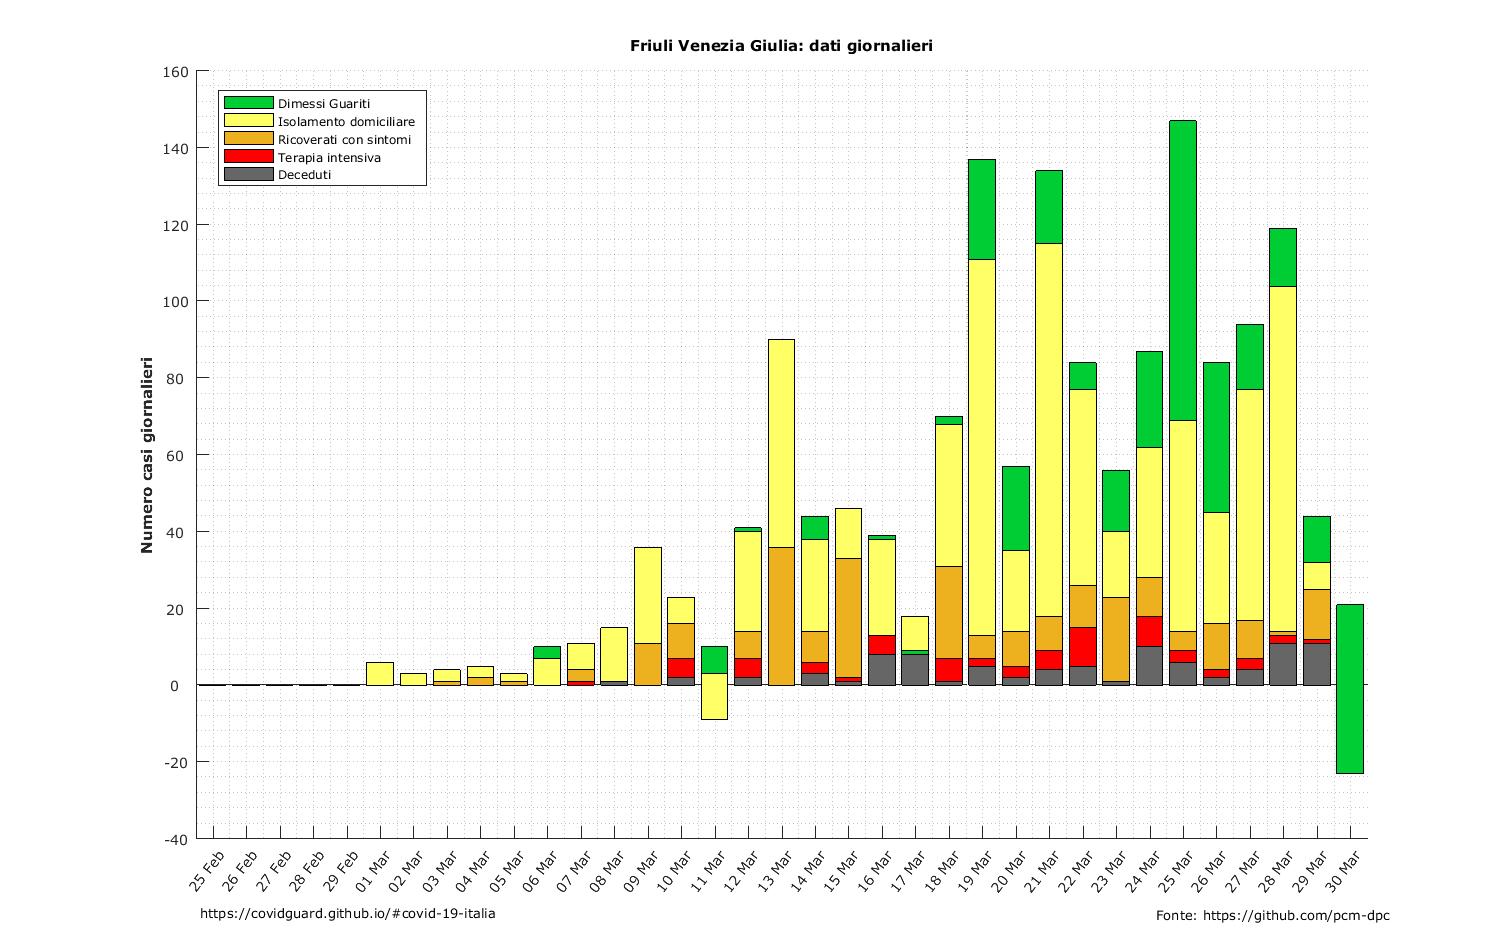 Friuli Venezia Giulia: dati giornalieri
160
140
120
100
80
60
40
20
0
-20
-40
Numero casi giornalieri
Dimessi Guariti
Isolamento domiciliare
Ricoverati con sintomi
Terapia intensiva
Deceduti
25 Feb
26 Feb
27 Feb
28 Feb
29 Feb
01 Mar
02 Mar
03 Mar
04 Mar
05 Mar
06 Mar
07 Mar
08 Mar
09 Mar
10 Mar
11 Mar
12 Mar
13 Mar
14 Mar
15 Mar
16 Mar
17 Mar
18 Mar
19 Mar
20 Mar
21 Mar
22 Mar
23 Mar
24 Mar
25 Mar
26 Mar
27 Mar
28 Mar
29 Mar
30 Mar
https://covidguard.github.io/#covid-19-italia
Fonte: https://github.com/pcm-dpc